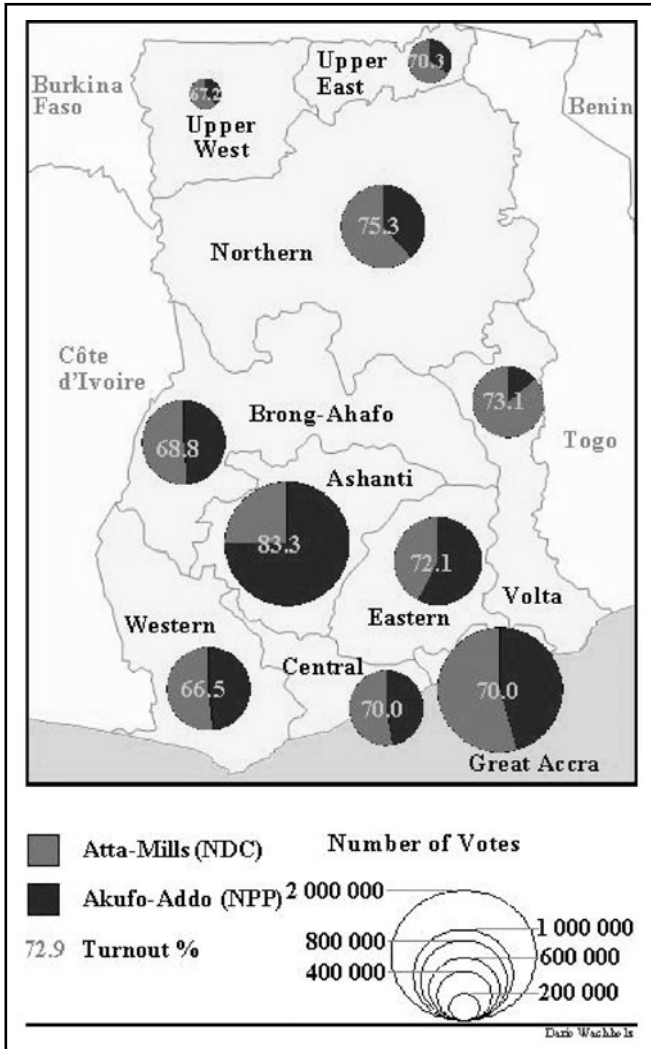 Burkina
Faso
Upper
East
70.3
67.2
Upper
West
Benin
Northern
75.3
Côte
d'Ivoire
Brong-Ahafo
73.1
Togo
68.8
Ashanti
83.3
72.1
Eastern
Volta
Western
66.5
Central
70.0
70.0
Great Accra
Atta-Mills (NDC)
Akufo-Addo (NPP)
72.9 Turnout %
Number of Votes
2 000 000
1 000 000
800 000
600 000
400 000
200 000